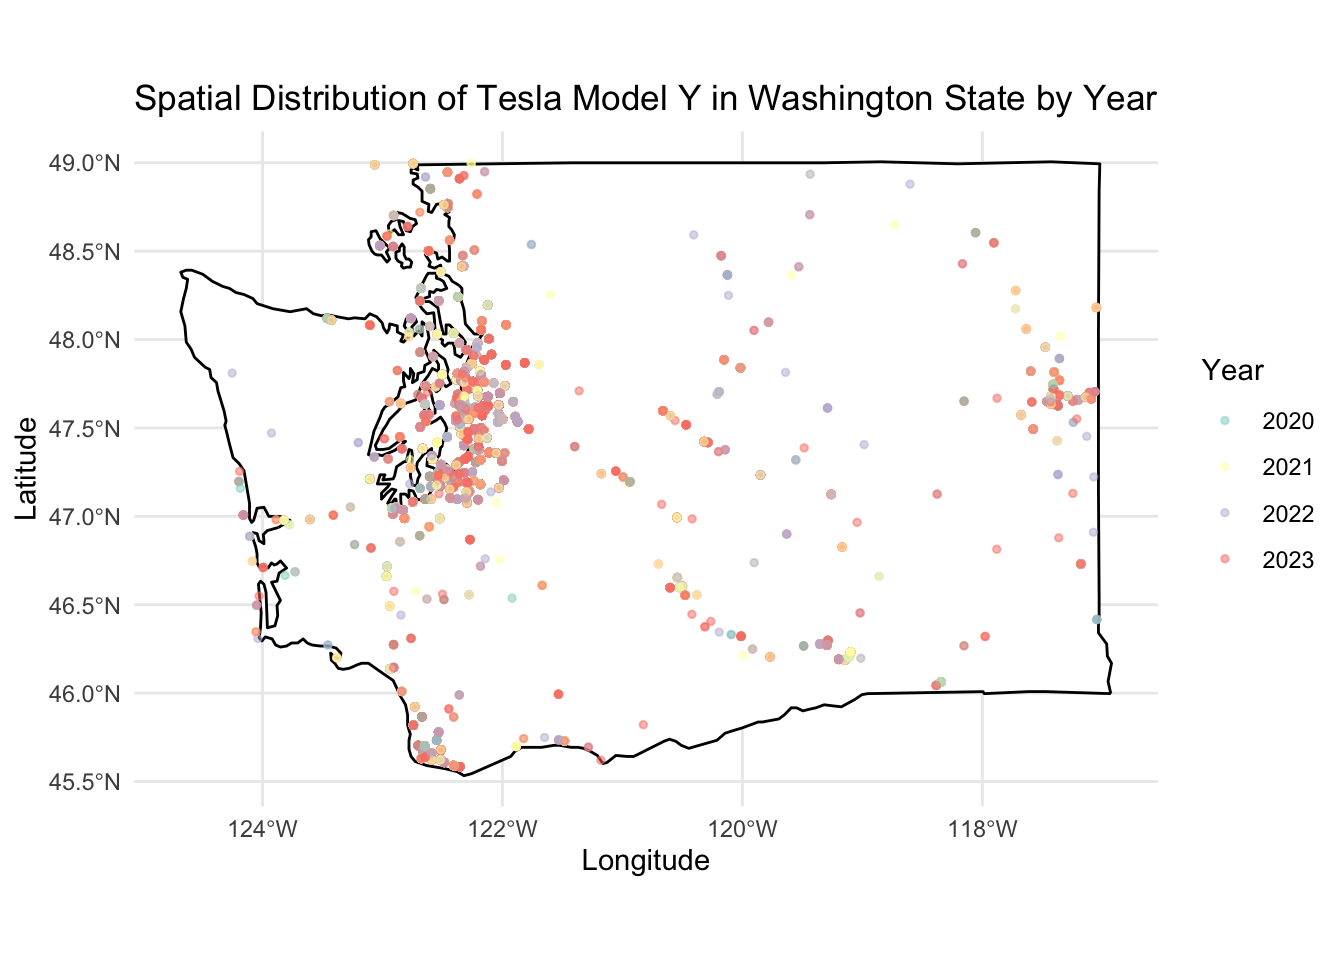 Spatial Distribution of Tesla Model Y in Washington State by Year
49.0°N
48.5°N
48.0°N
47.5°N
47.0°N
46.5°N
46.0°N
45.5°N
Latitude
124°W
122°W
120°W
118°W
Longitude
Year
2020
2021
2022
2023